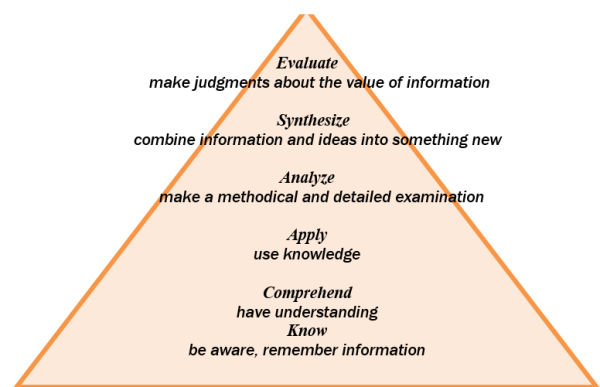 Evaluate
make judgments about the value of information
Synthesize
combine information and ideas into something new
Analyze
make a methodical and detailed examination
Apply
use knowledge
Comprehend
have understanding
Know
be aware, remember information